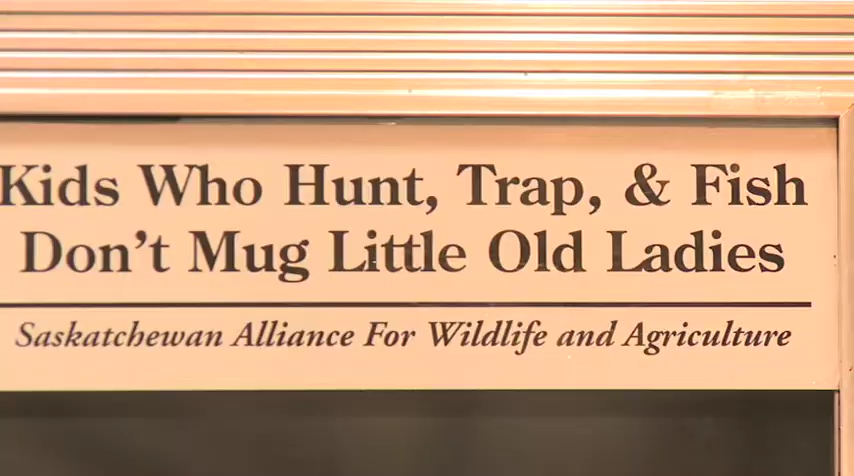 Kids Who Hunt, Trap, & Fish
Don't Mug Little Old Ladies
Saskatchewan Alliance For Wildlife and Agriculture